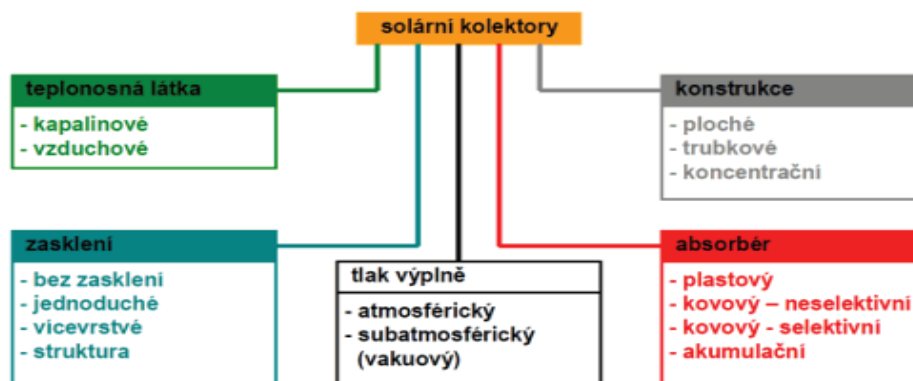 solární kolektory
teplonosná látka
- kapalinové
- vzduchové
konstrukce
- ploché
- trubkové
- koncentrační
zasklení
- bez zasklení
- jednoduché
- vícevrstvé
- struktura
tlak výplně
- atmosférický
- subatmosférický
(vakuový)
absorbér
- plastový
- kovový – neselektivní
- kovový - selektivní
- akumulační